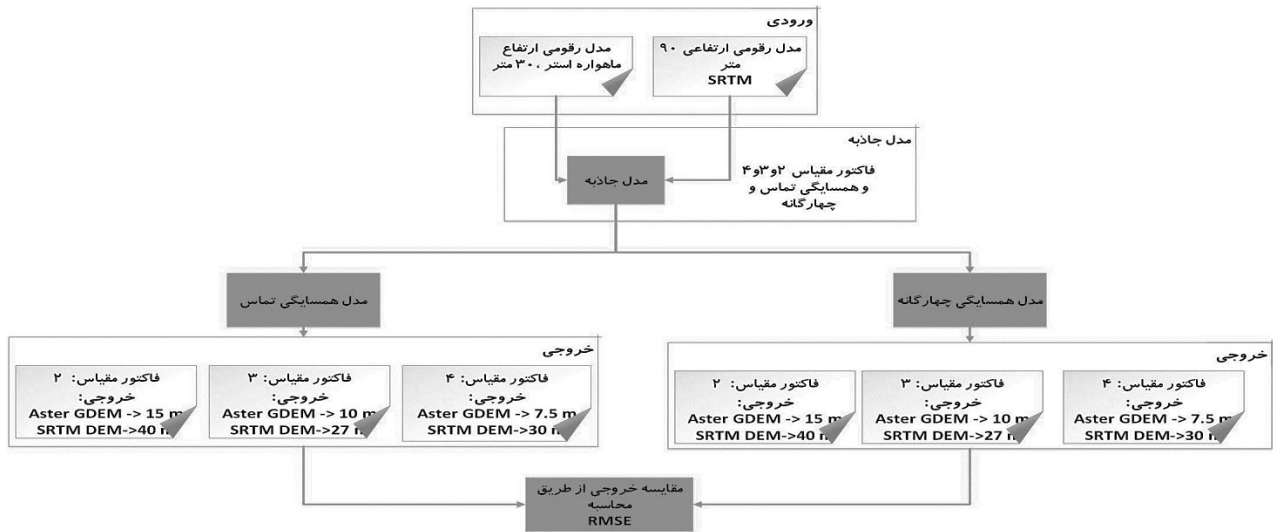 ورودی
مدل رقومی ارتفاعی ۹۰
متر
SRTM
مدل رقومی ارتفاع
ماهواره استر ، ۳۰ متر
مدل جاذبه
فاکتور مقیاس ۲و۳و۴
و همسایگی تماس و
چهارگانه
مدل جاذبه
مدل همسایگی چهارگانه
مدل همسایگی تماس
خروجی
فاکتور مقیاس: ۴
خروجی:
Aster GDEM -> 7.5 m
SRTM DEM->30
فاکتور مقیاس: ۳
خروجی:
Aster GDEM -> 10 m
SRTM DEM->27
فاکتور مقیاس: ۲
خروجی:
Aster GDEM -> 15 m
SRTM DEM->40
خروجی
فاکتور مقیاس: ۴
خروجی:
Aster GDEM -> 7.5 m
SRTM DEM->30
فاکتور مقیاس: ۳
خروجی:
Aster GDEM -> 10 m
SRTM DEM->27
فاکتور مقیاس: ۲
خروجی:
Aster GDEM -> 15 m
SRTM DEM->40
مقایسه خروجی از طریق
محاسبه
RMSE